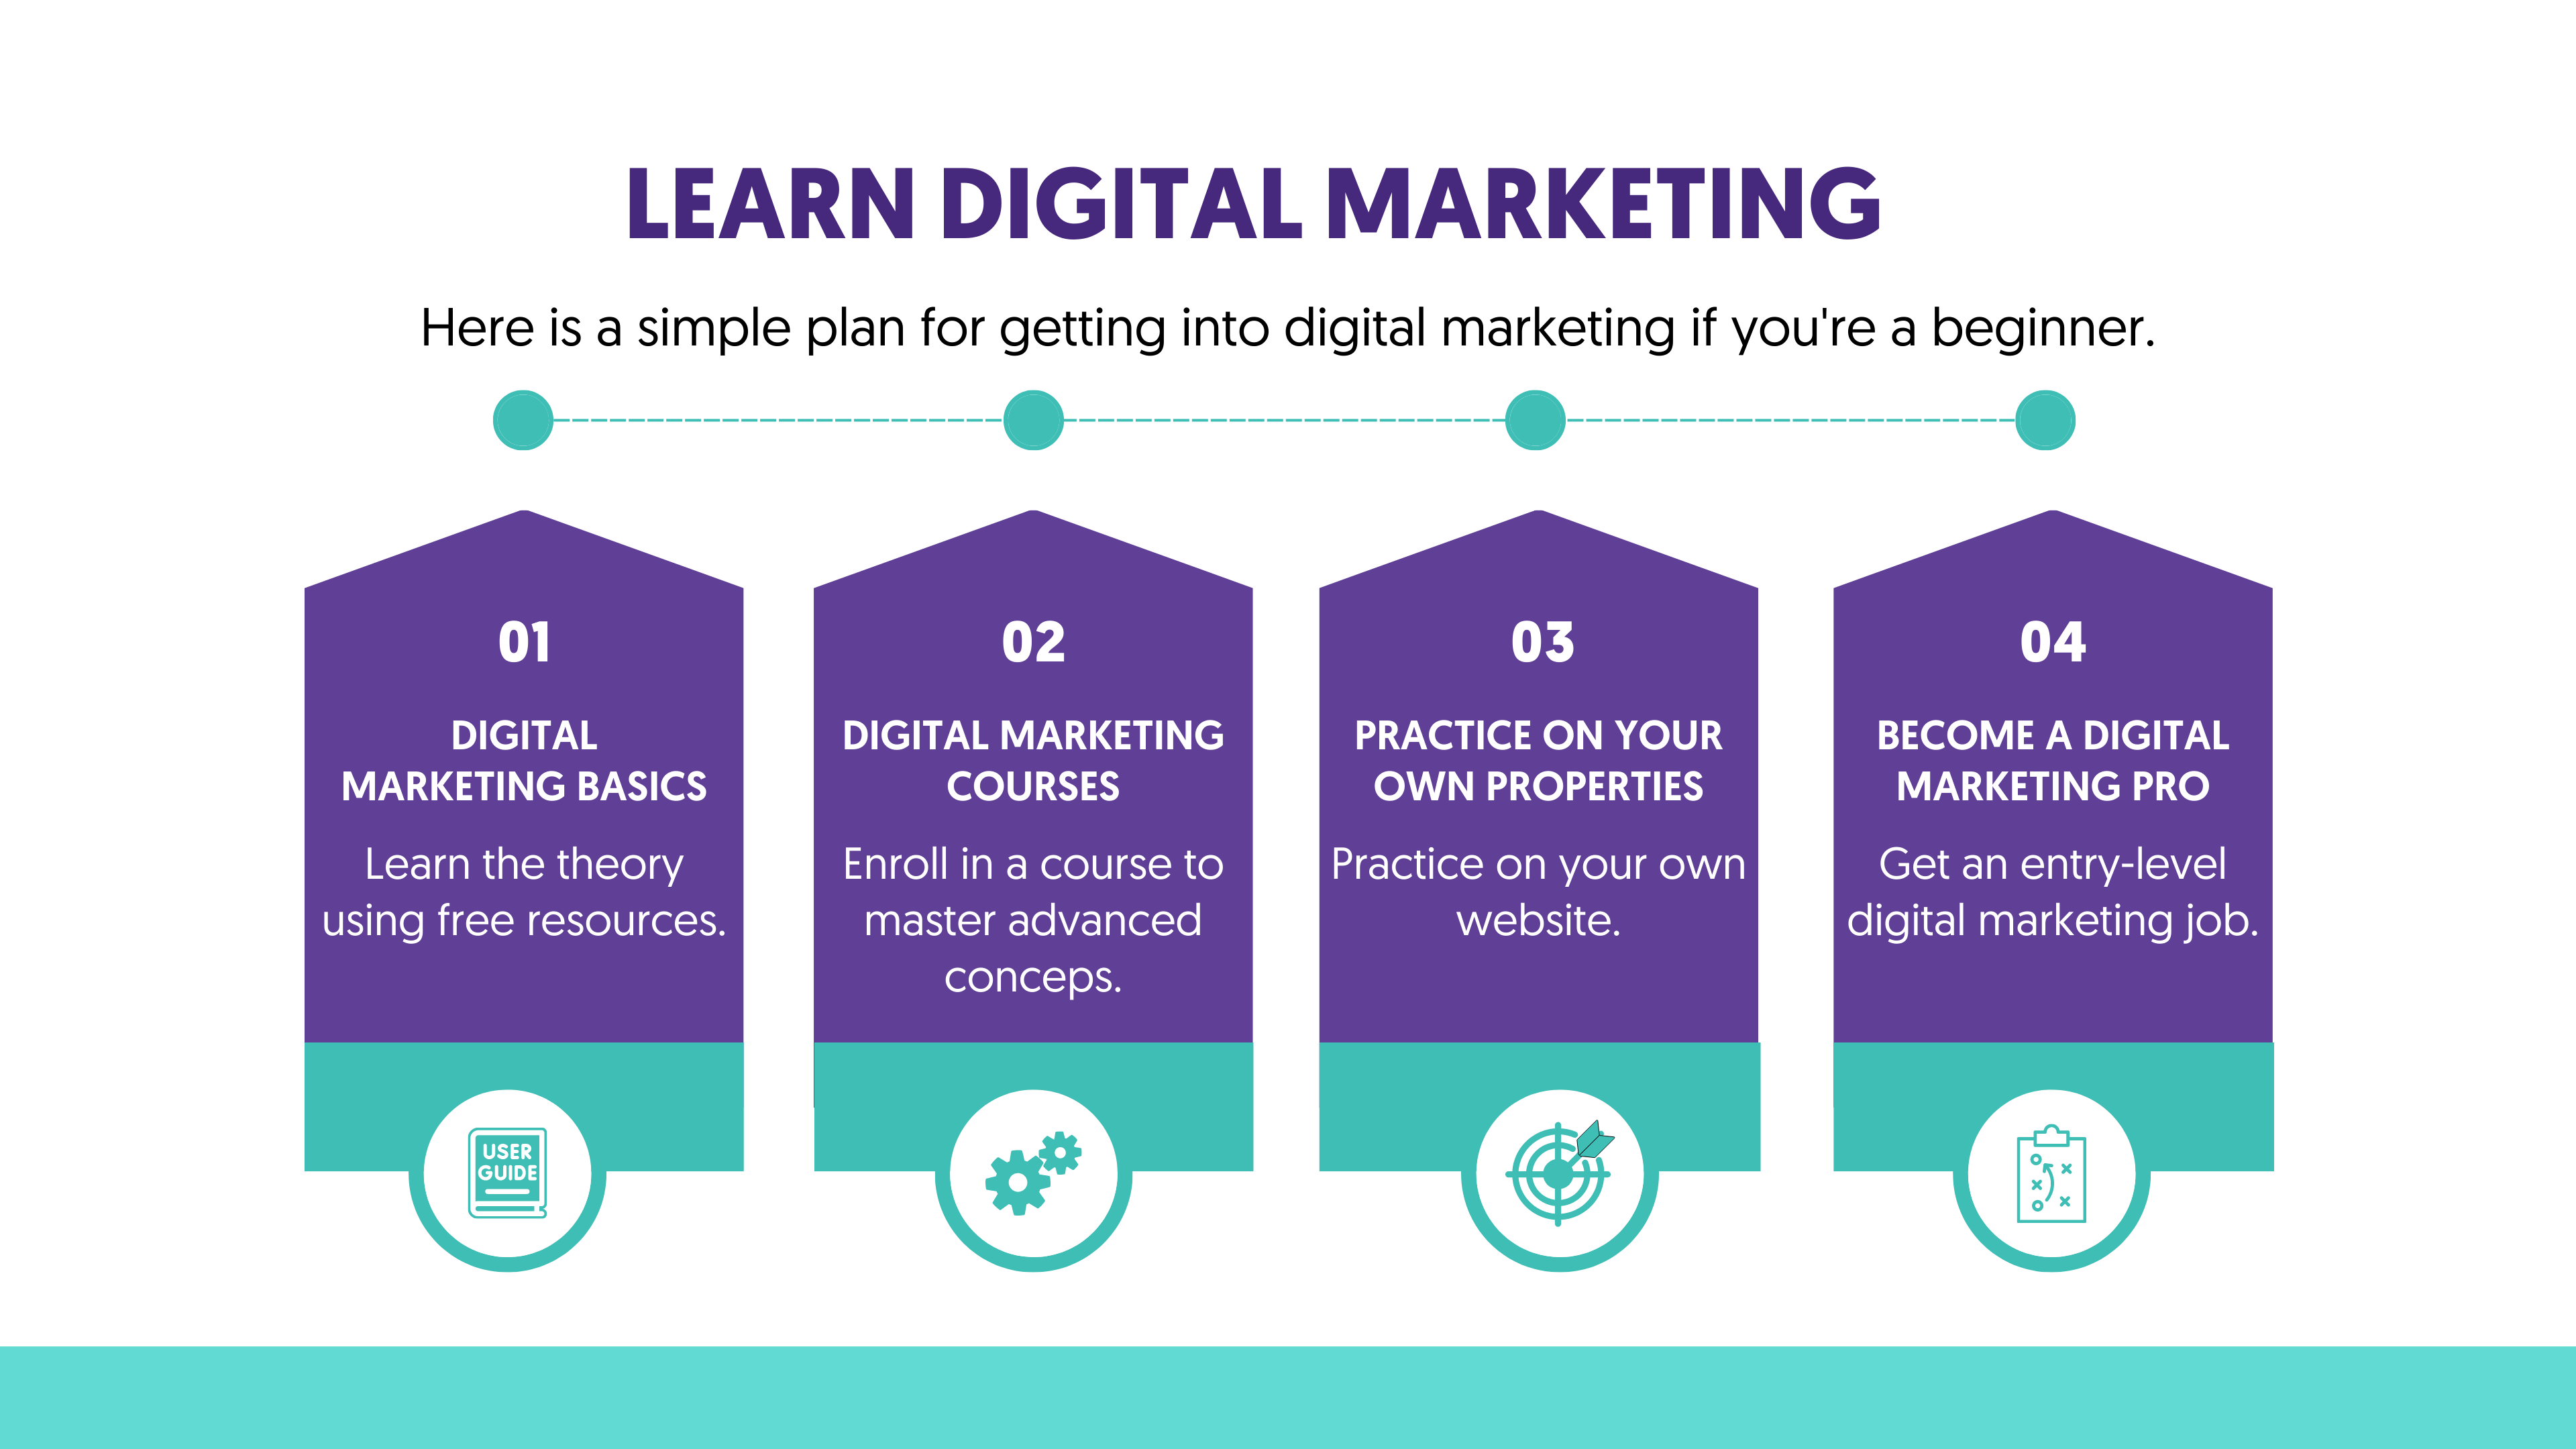 LEARN DIGITAL MARKETING
Here is a simple plan for getting into digital marketing if you're a beginner.
01
DIGITAL
MARKETING BASICS
Learn the theory
using free resources.
USER
GUIDE
02
DIGITAL MARKETING
COURSES
Enroll in a course to
master advanced
conceps.
03
PRACTICE ON YOUR
OWN PROPERTIES
Practice on your own
website.
04
BECOME A DIGITAL
MARKETING PRO
Get an entry-level
digital marketing job.